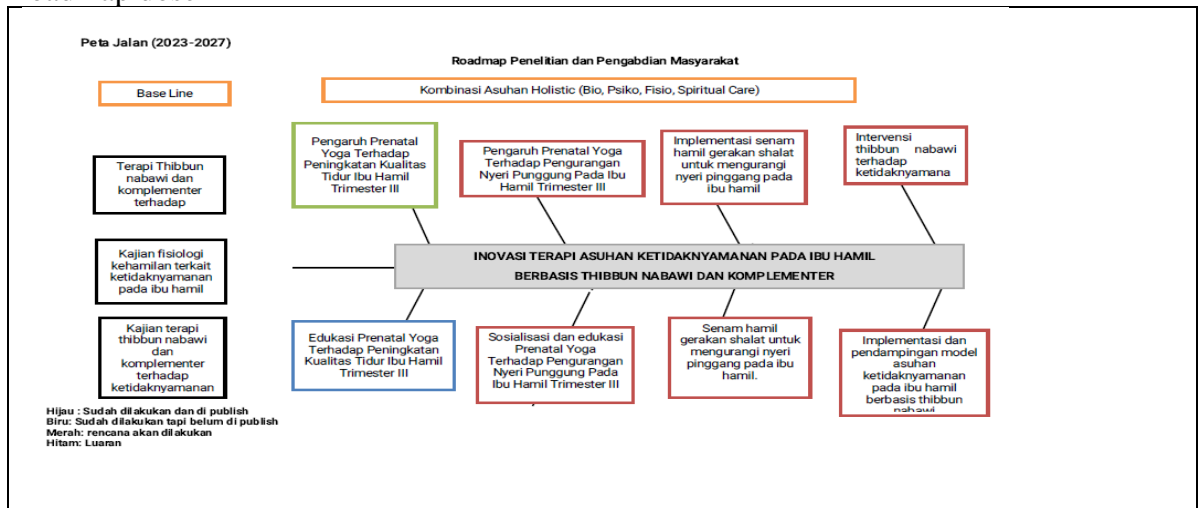 Peta Jalan (2023-2027)
Roadmap Penelitian dan Pengabdian Masyarakat
Base Line
Kombinasi Asuhan Holistic (Bio, Psiko, Fisio, Spiritual Care)
Terapi Thibbun
nabawi dan
komplementer
terhadap
Pengaruh Prenatal
Yoga Terhadap
Peningkatan Kualitas
Tidur Ibu Hamil
Trimester III
Pengaruh Prenatal Yoga
Terhadap Pengurangan
Nyeri Punggung Pada Ibu
Hamil Trimester III
Implementasi senam
hamil gerakan shalat
untuk mengurangi
nyeri pinggang pada
ibu hamil
Intervensi
thibbun nabawi
terhadap
ketidaknyamana
Kajian fisiologi
kehamilan terkait
ketidaknyamanan
pada ibu hamil
INOVASI TERAPI ASUHAN KETIDAKNYAMANAN PADA IBU HAMIL
BERBASIS THIBBUN NABAWI DAN KOMPLEMENTER
Kajian terapi
thibbun nabawi
dan
komplementer
terhadap
ketidaknyamanan
Edukasi Prenatal Yoga
Terhadap Peningkatan
Kualitas Tidur Ibu Hamil
Trimester III
Sosialisasi dan edukasi
Prenatal Yoga
Terhadap Pengurangan
Nyeri Punggung Pada
Ibu Hamil Trimester III
Senam hamil
gerakan shalat untuk
mengurangi nyeri
pinggang pada ibu
hamil.
Implementasi dan
pendampingan model
asuhan
ketidaknyamanan
pada ibu hamil
berbasis thibbun
nabawi
Hijau : Sudah dilakukan dan di publish
Biru: Sudah dilakukan tapi belum di publish
Merah: rencana akan dilakukan
Hitam: Luaran